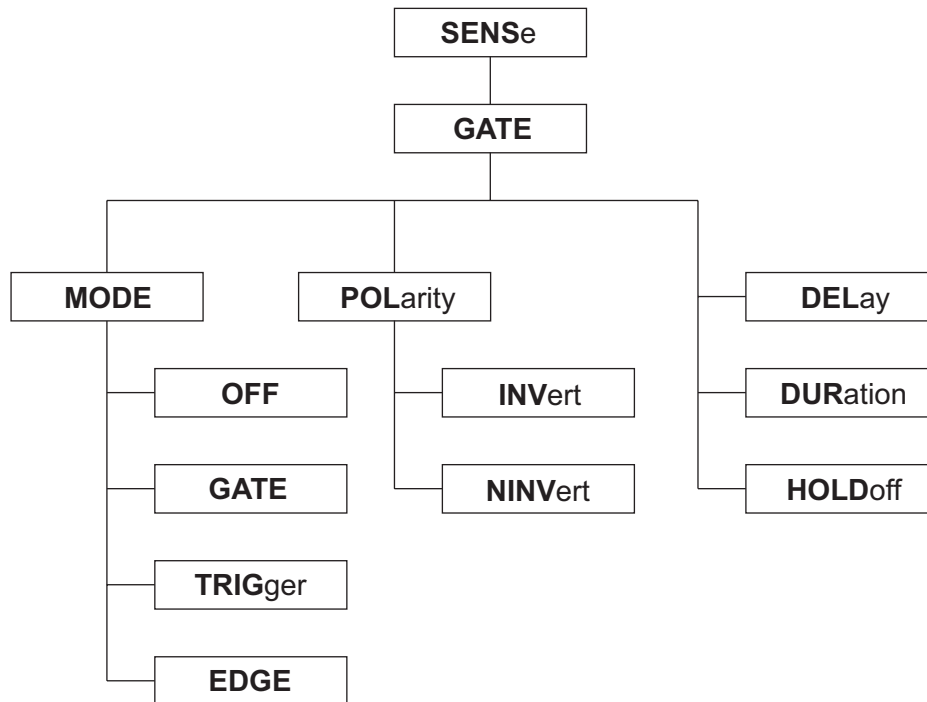 SENSe
GATE
MODE
POLarity
DELay
OFF
INVert
DURation
GATE
NINVert
HOLDoff
TRIGger
EDGE